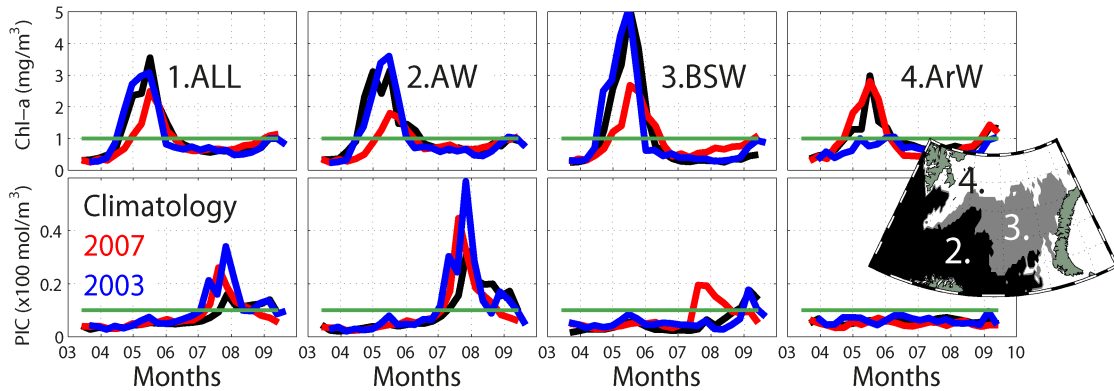 Chl−a (mg/m³)
5
4
3
2
1
0
1.ALL
2.AW
3.BSW
4.ArW
PIC (x100 mol/m³)
0.4
0.2
0
Climatology
2007
2003
4.
3.
2.
03 04 05 06 07 08 09
03 04 05 06 07 08 09
03 04 05 06 07 08 09
03 04 05 06 07 08 09 10
Months
Months
Months
Months